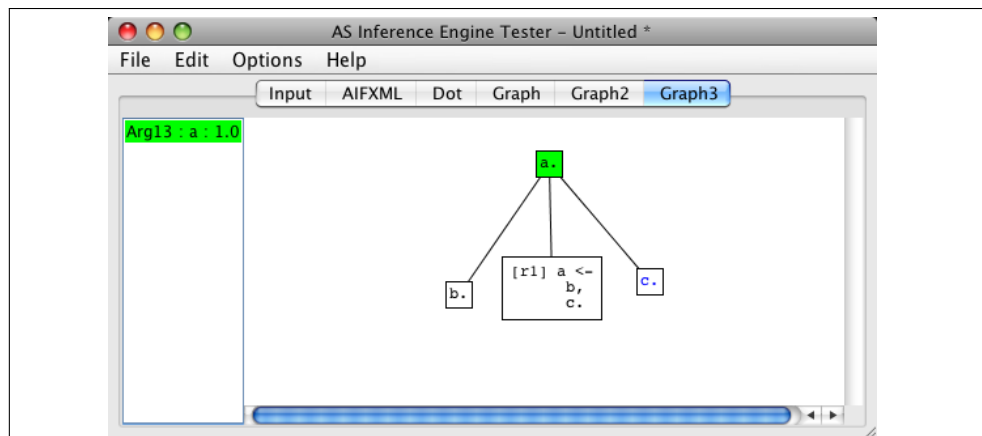 AS Inference Engine Tester – Untitled *
File Edit Options Help
Input AIFXML Dot Graph Graph2 Graph3
Arg13 : a : 1.0
a.
b.
[r1] a <-
b,
c.
c.